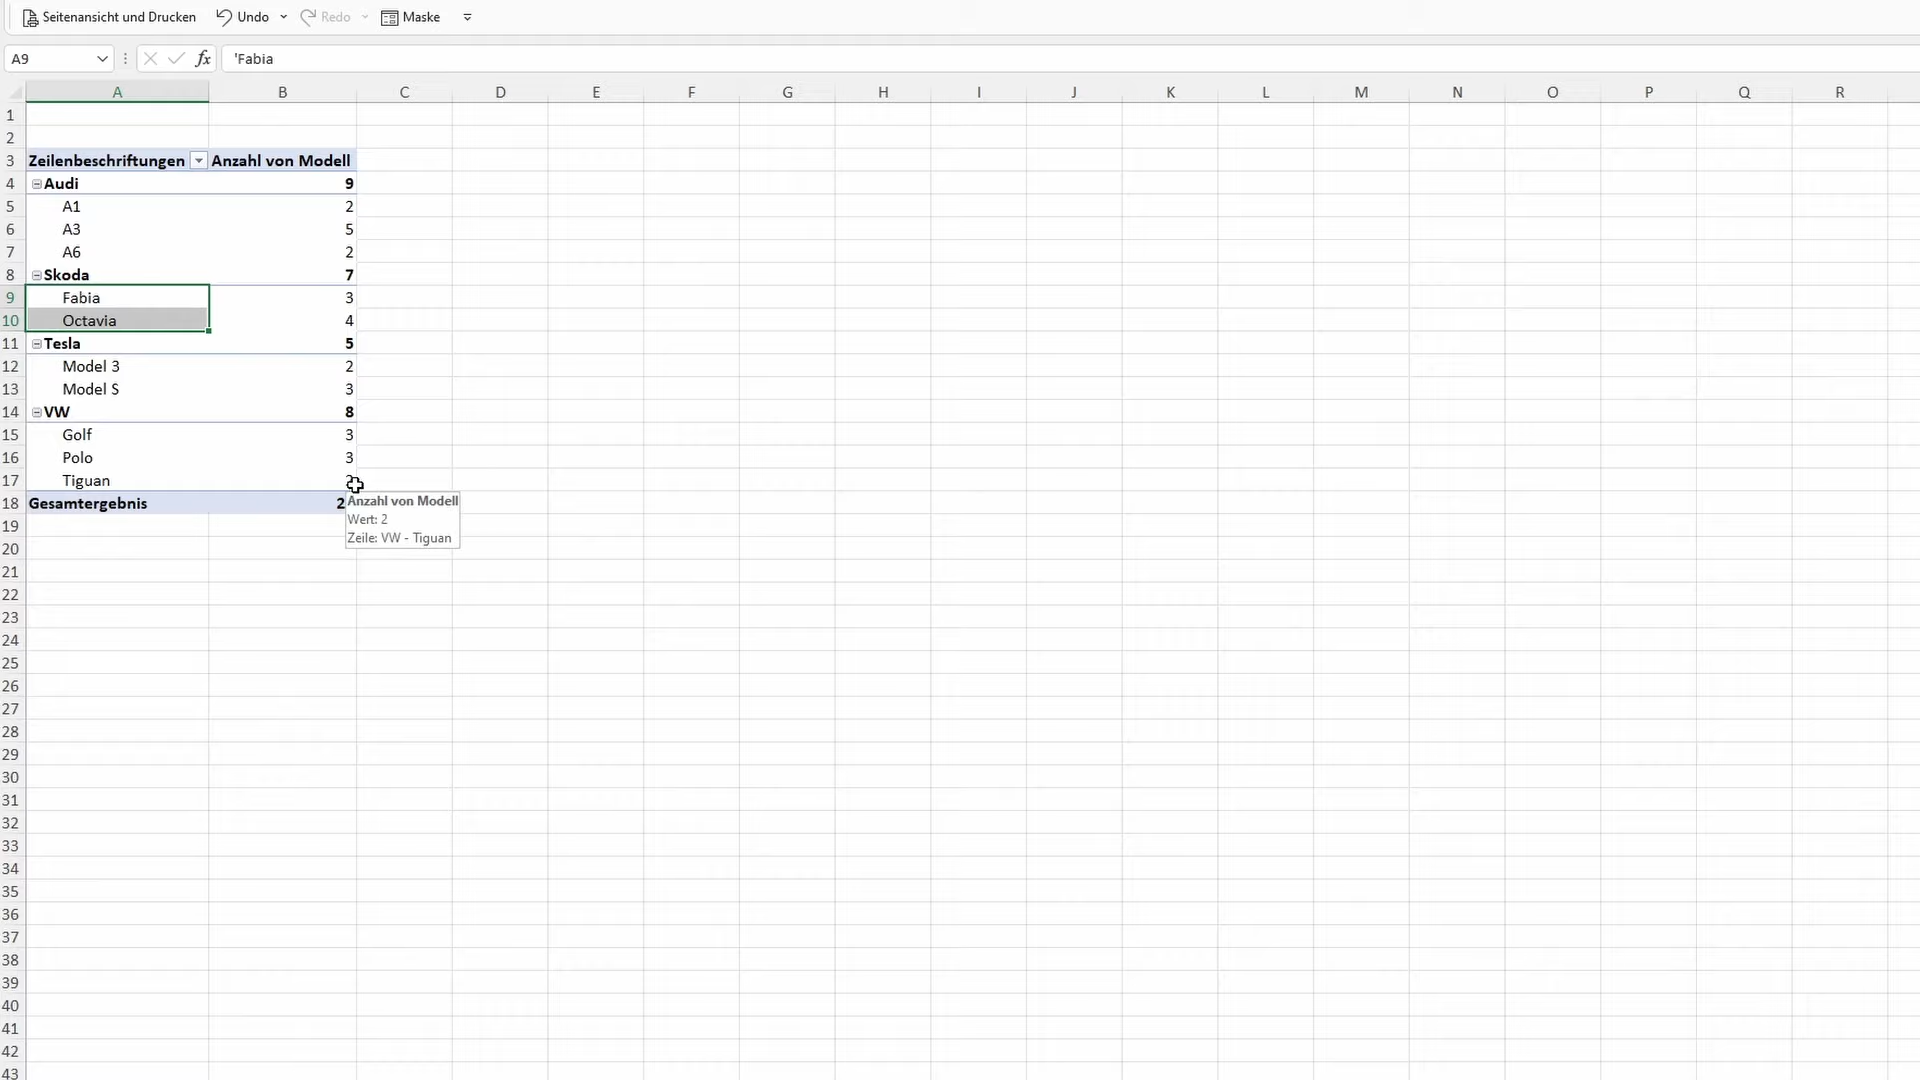 Seitenansicht und Drucken Undo Redo Maske
A9 fx 'Fabia
A B C D E F G H I J K L M N O P Q R
1
2
3 Zeilenbeschriftungen Anzahl von Modell
4 Audi 9
5 A1 2
6 A3 5
7 A6 2
8 Skoda 7
9 Fabia 3
10 Octavia 4
11 Tesla 5
12 Model 3 2
13 Model S 3
14 VW 8
15 Golf 3
16 Polo 3
17 Tiguan
18 Gesamtergebnis 2
Anzahl von Modell
Wert: 2
Zeile: VW - Tiguan
19
20
21
22
23
24
25
26
27
28
29
30
31
32
33
34
35
36
37
38
39
40
41
42
43